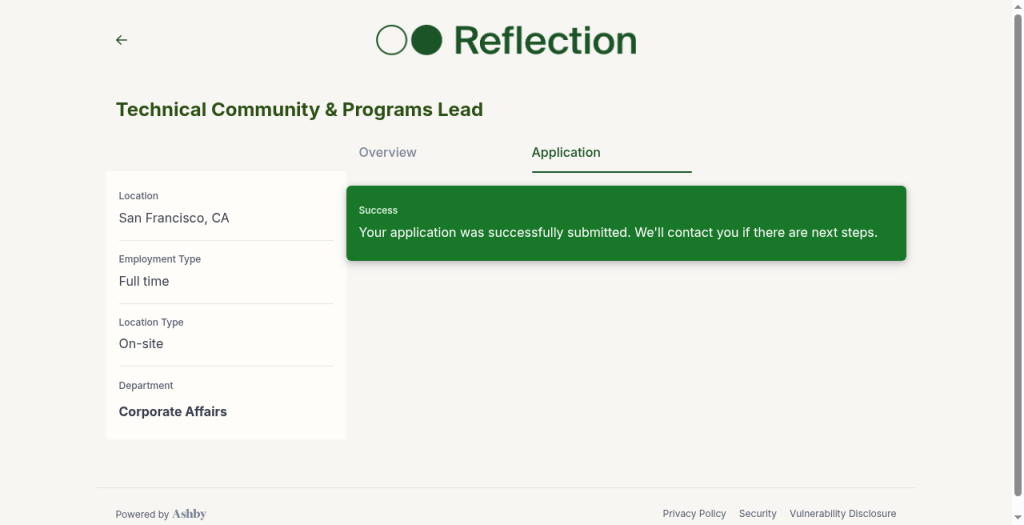 Reflection
Technical Community & Programs Lead
Overview
Application
Location
San Francisco, CA
Employment Type
Full time
Location Type
On-site
Department
Corporate Affairs
Success
Your application was successfully submitted. We'll contact you if there are next steps.
Powered by Ashby
Privacy Policy
Security
Vulnerability Disclosure